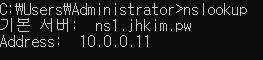 C:₩Users₩Administrator>nslookup
기본 서버:  ns1.jhkim.pw
Address:  10.0.0.11